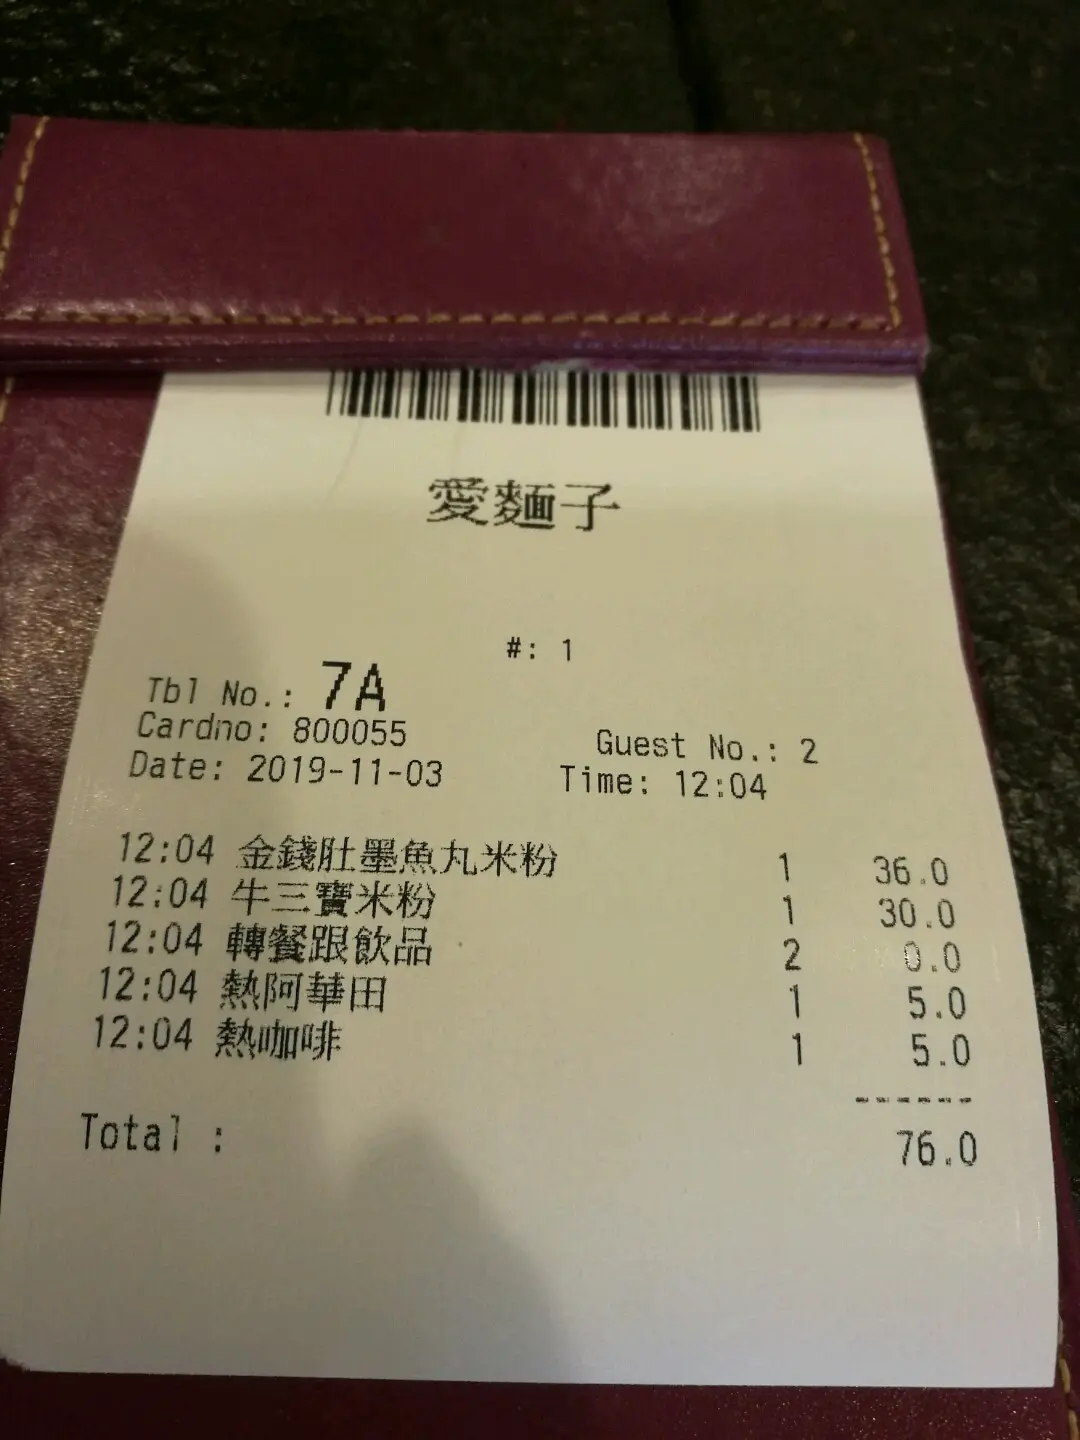 愛麵子
#: 1
Tbl No.: 7A
Cardno: 800055 Guest No.: 2
Date: 2019-11-03 Time: 12:04
12:04 金錢肚墨魚丸米粉 1 36.0
12:04 牛三寶米粉 1 30.0
12:04 轉餐跟飲品 2 0.0
12:04 熱阿華田 1 5.0
12:04 熱咖啡 1 5.0
------
Total : 76.0